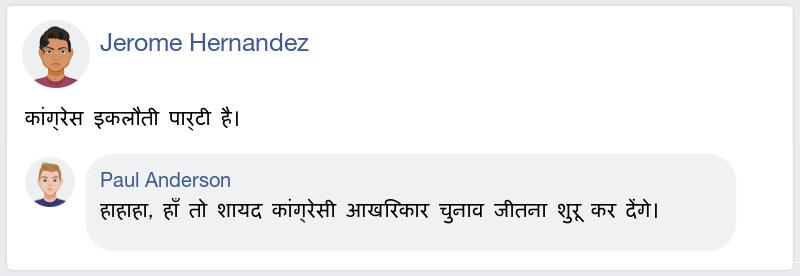 Jerome Hernandez
कांग्रेस इकलौती पार्टी है।
Paul Anderson
हाहाहा, हाँ तो शायद कांग्रेसी आखरिकार चुनाव जीतना शुरू कर देंगे।